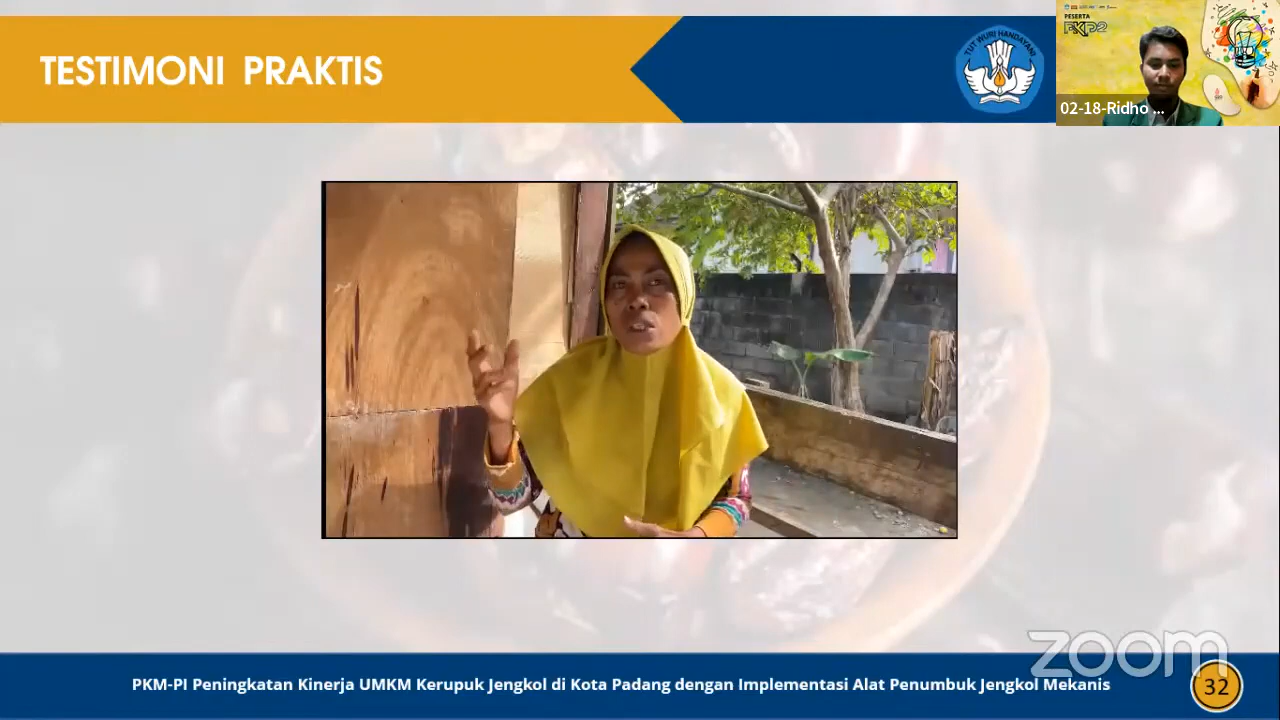 TESTIMONI PRAKTIS
TUT WURI HANDAYANI
PESERTA
PKP2
02-18-Ridho ...
zoom
PKM-PI Peningkatan Kinerja UMKM Kerupuk Jengkol di Kota Padang dengan Implementasi Alat Penumbuk Jengkol Mekanis
32